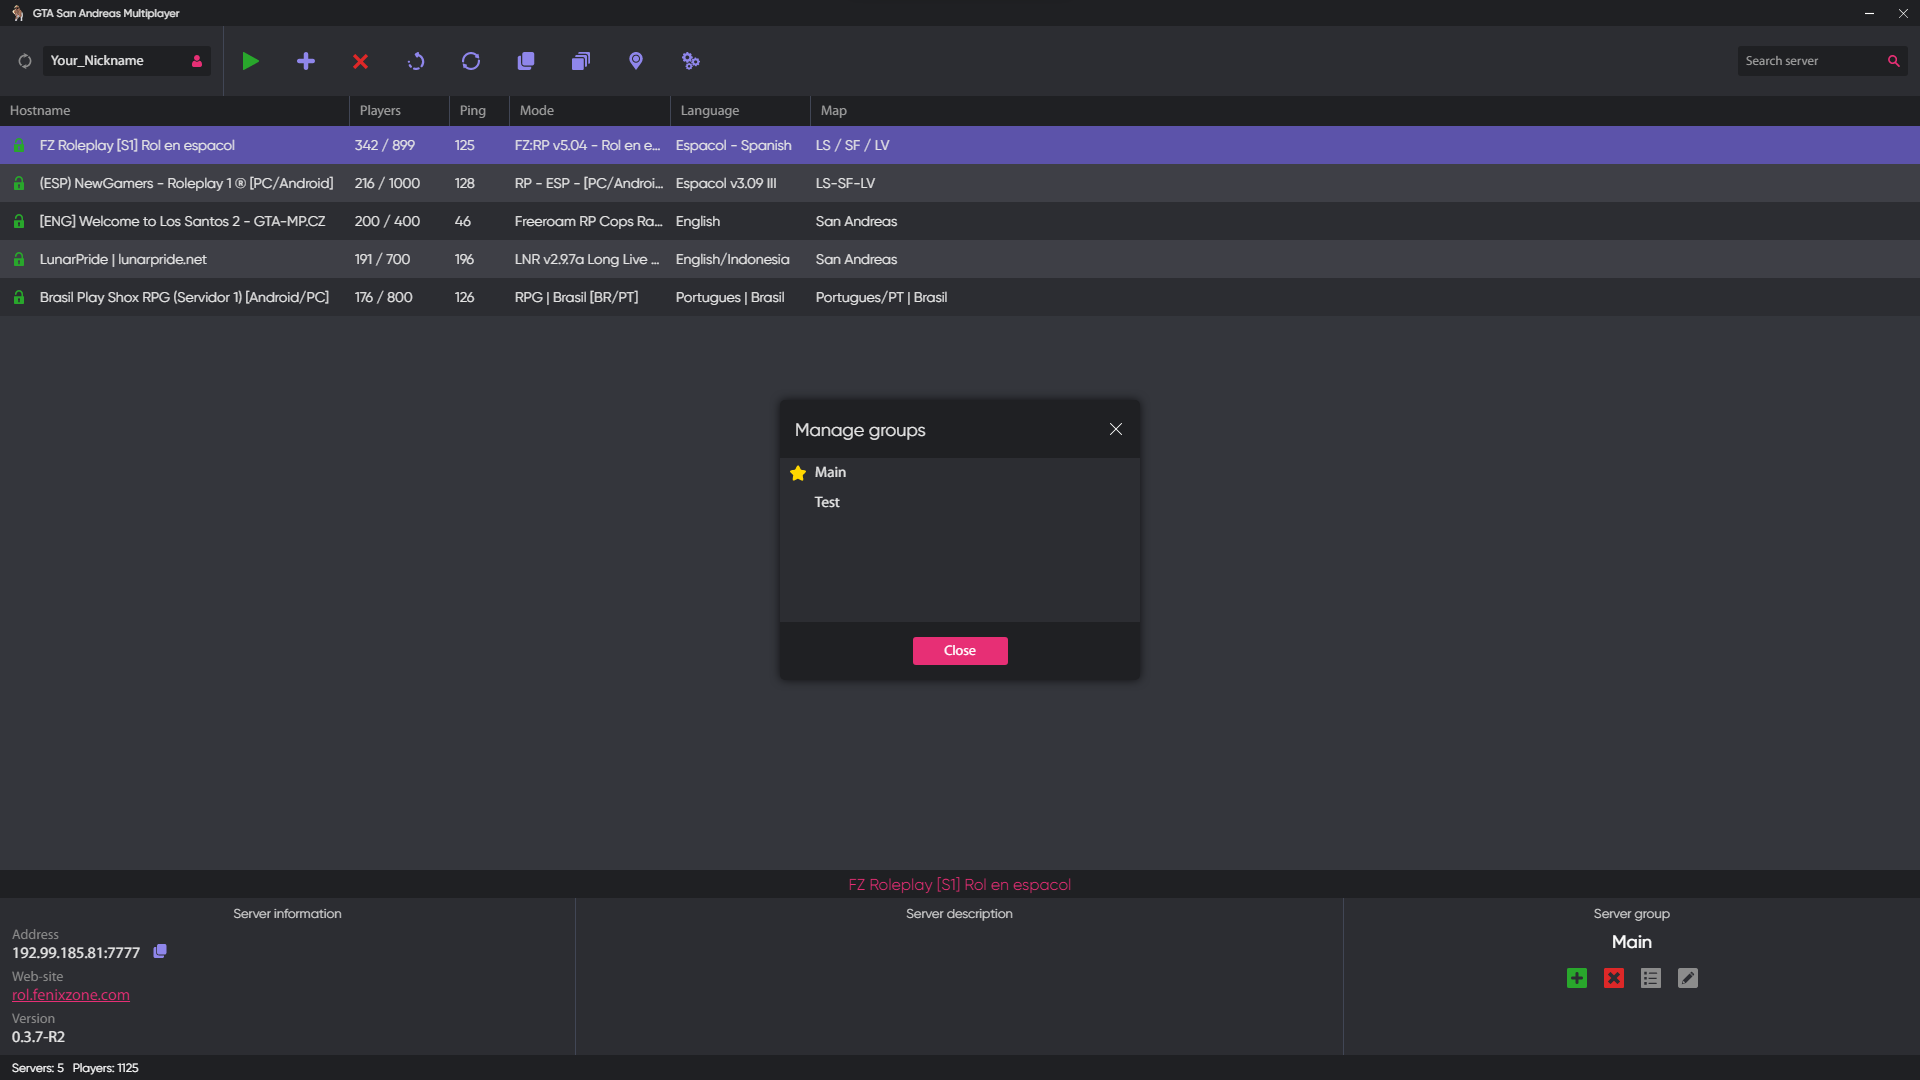 GTA San Andreas Multiplayer
Your_Nickname
Search server
Hostname Players Ping Mode Language Map
FZ Roleplay [S1] Rol en espacol 342 / 899 125 FZ:RP v5.04 - Rol en e... Espacol - Spanish LS / SF / LV
(ESP) NewGamers - Roleplay 1 ® [PC/Android] 216 / 1000 128 RP - ESP - [PC/Androi... Espacol v3.09 III LS-SF-LV
[ENG] Welcome to Los Santos 2 - GTA-MP.CZ 200 / 400 46 Freeroam RP Cops Ra... English San Andreas
LunarPride | lunarpride.net 191 / 700 196 LNR v2.9.7a Long Live ... English/Indonesia San Andreas
Brasil Play Shox RPG (Servidor 1) [Android/PC] 176 / 800 126 RPG | Brasil [BR/PT] Portugues | Brasil Portugues/PT | Brasil
Manage groups
Main
Test
Close
FZ Roleplay [S1] Rol en espacol
Server information
Address
192.99.185.81:7777
Web-site
rol.fenixzone.com
Version
0.3.7-R2
Server description
Server group
Main
Servers: 5 Players: 1125